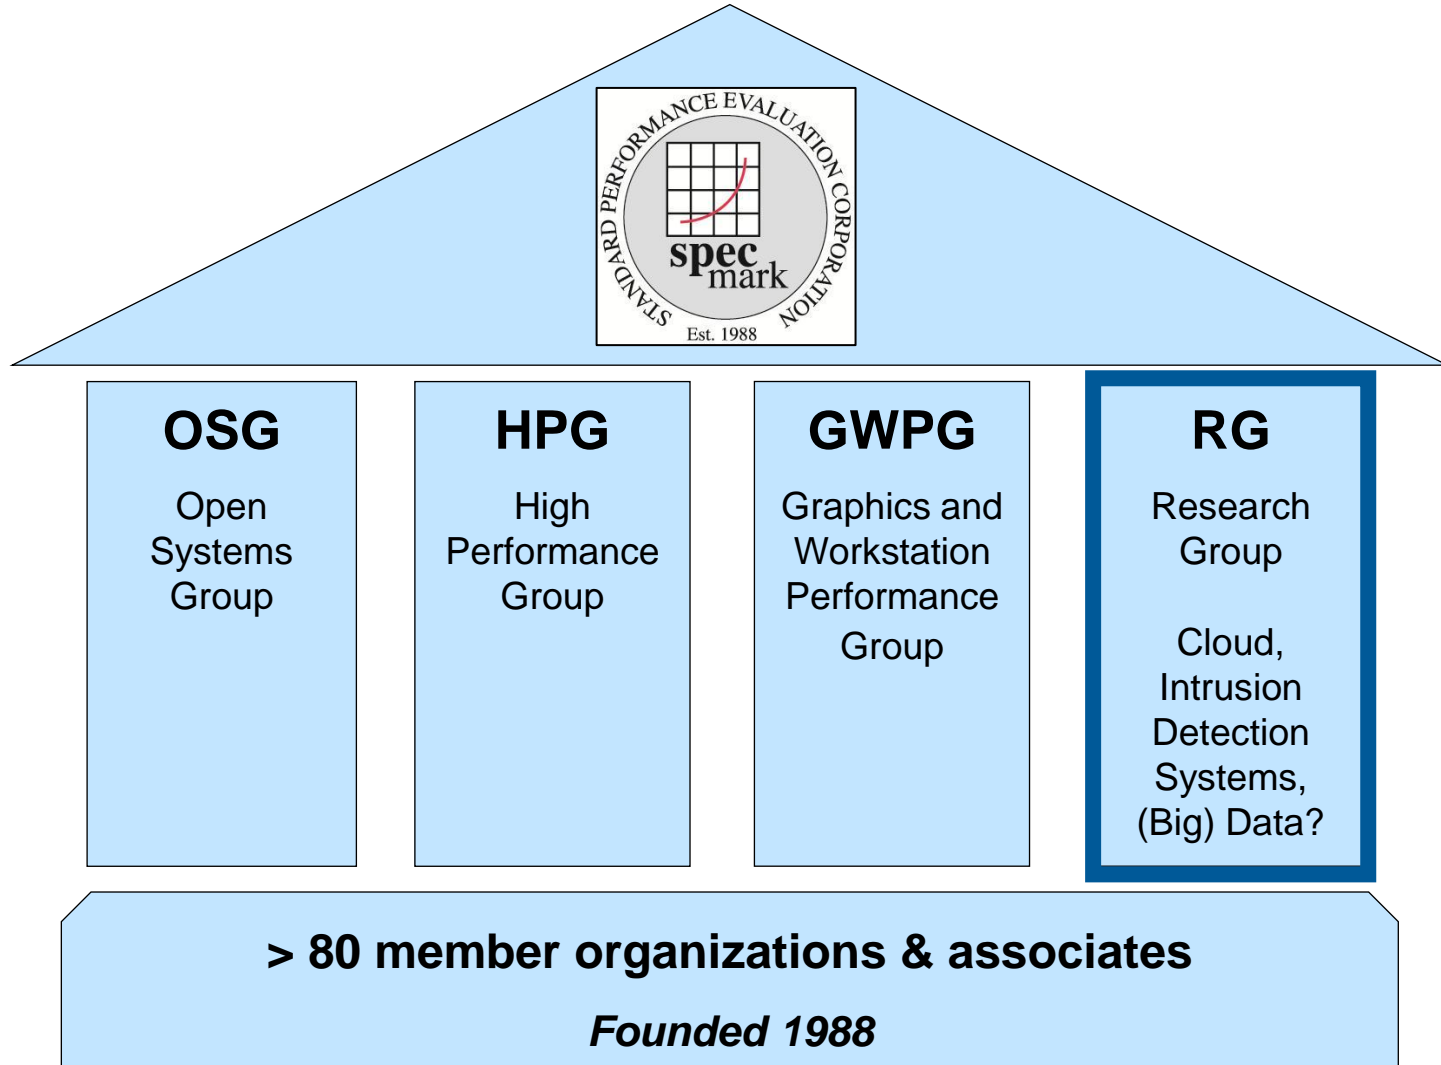 STANDARD PERFORMANCE EVALUATION CORPORATION
spec
mark
Est. 1988
OSG
Open
Systems
Group
HPG
High
Performance
Group
GWPG
Graphics and
Workstation
Performance
Group
RG
Research
Group
Cloud,
Intrusion
Detection
Systems,
(Big) Data?
> 80 member organizations & associates
Founded 1988